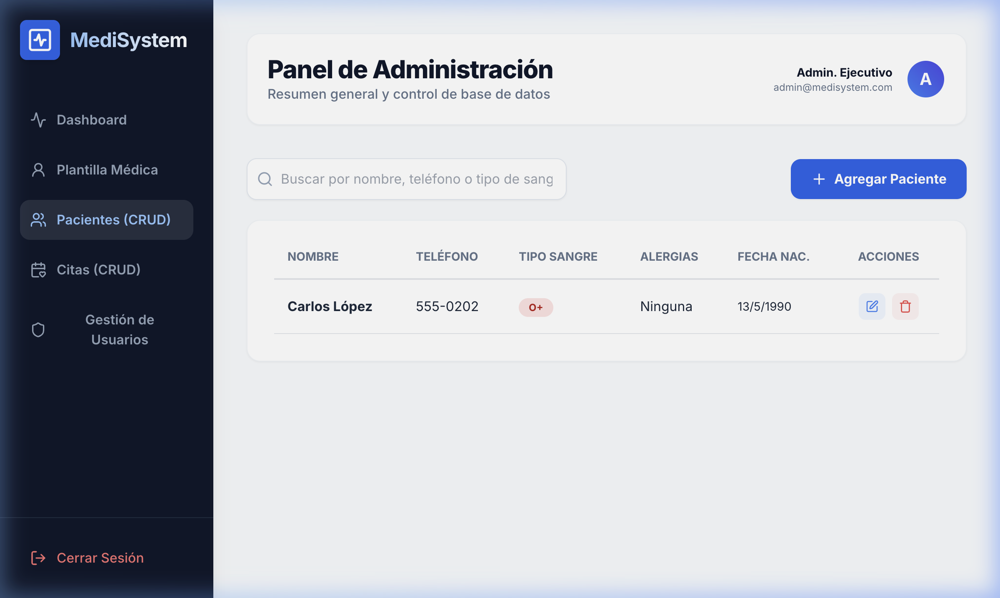 MediSystem
Dashboard
Plantilla Médica
Pacientes (CRUD)
Citas (CRUD)
Gestión de
Usuarios
Cerrar Sesión
Panel de Administración
Resumen general y control de base de datos
Admin. Ejecutivo
admin@medisystem.com
A
Buscar por nombre, teléfono o tipo de sang
Agregar Paciente
NOMBRE TELÉFONO TIPO SANGRE ALERGIAS FECHA NAC. ACCIONES
Carlos López 555-0202 O+ Ninguna 13/5/1990